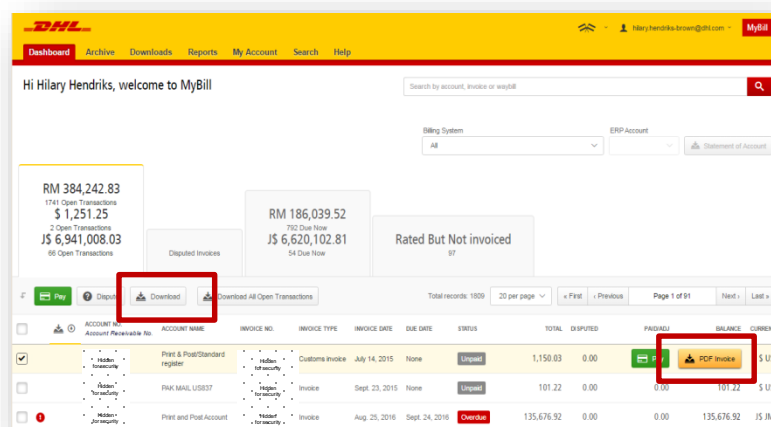 DHL
hilary.hendriks-brown@dhl.com
MyBill
Dashboard Archive Downloads Reports My Account Search Help
Hi Hilary Hendriks, welcome to MyBill
Search by account, invoice or waybill
Billing System ERP Account
All Statement of Account
RM 384,242.83
1741 Open Transactions
$ 1,251.25
2 Open Transactions
J$ 6,941,008.03
66 Open Transactions
Disputed Invoices
RM 186,039.52
792 Due Now
J$ 6,620,102.81
54 Due Now
Rated But Not invoiced
97
Pay Dispute Download Download All Open Transactions Total records: 1809 20 per page « First ‹ Previous Page 1 of 91 Next › Last »
ACCOUNT NO. ACCOUNT NAME INVOICE NO. INVOICE TYPE INVOICE DATE DUE DATE STATUS TOTAL DISPUTED PAID/ADJ BALANCE
Account Receivable No.
Hidden for security Print & Post/Standard register Hidden for security Customs invoice July 14, 2015 None Unpaid 1,150.03 0.00 Pay PDF Invoice
Hidden for security PAK MAIL US037 Hidden for security Invoice Sept. 23, 2015 None Unpaid 101.22 0.00 0.00 101.22
Hidden for security Print and Post Account Hidden for security Invoice Aug. 25, 2016 Sept. 24, 2016 Overdue 135,676.92 0.00 0.00 135,676.92